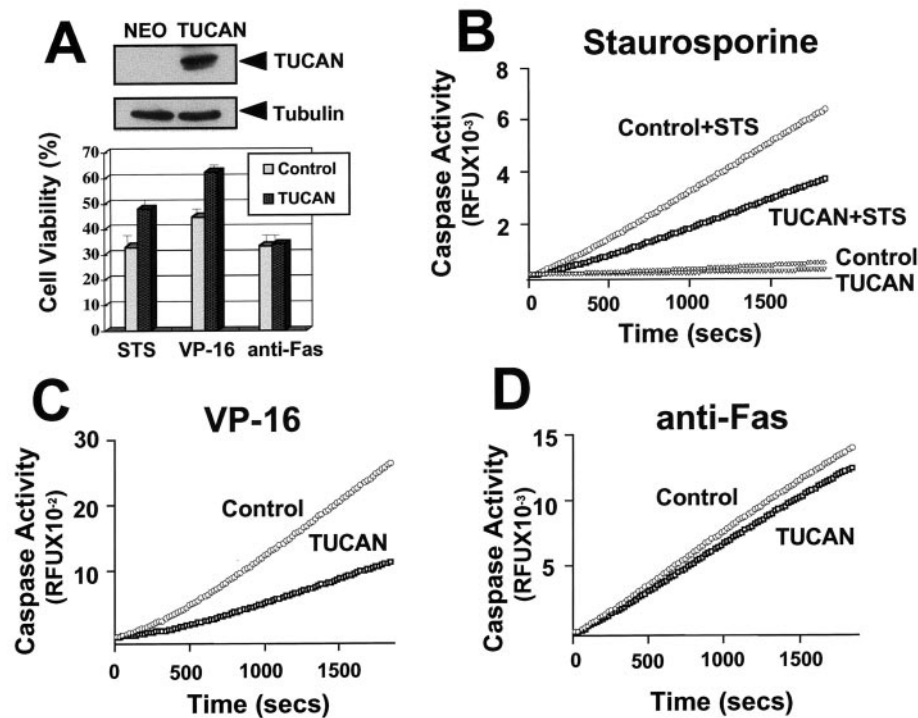 A
NEO TUCAN
TUCAN
Tubulin
Cell Viability (%)
70
60
50
40
30
20
10
0
Control
TUCAN
STS VP-16 anti-Fas
B
Staurosporine
Caspase Activity
(RFUX10-3)
8
6
4
2
Control+STS
TUCAN+STS
Control
TUCAN
0 500 1000 1500
Time (secs)
C
VP-16
Caspase Activity
(RFUX10-2)
30
20
10
Control
TUCAN
0 500 1000 1500
Time (secs)
D
anti-Fas
Caspase Activity
(RFUX10-3)
15
10
5
Control
TUCAN
0 500 1000 1500
Time (secs)